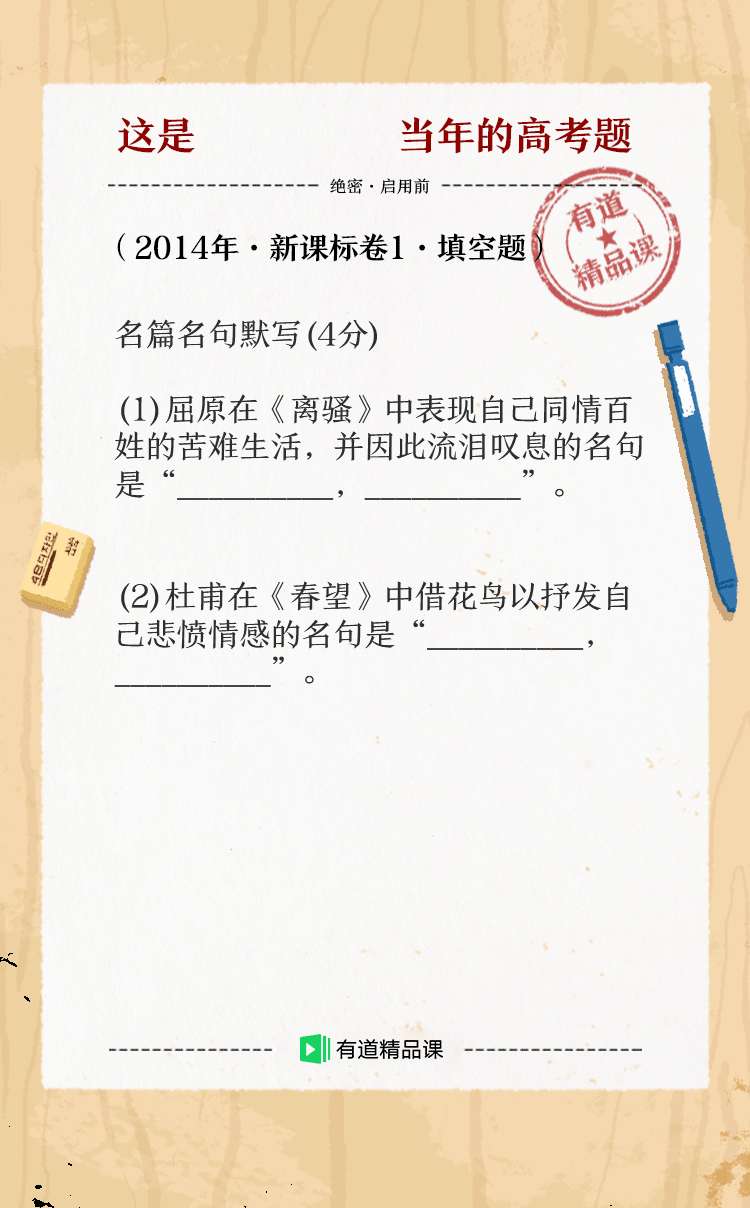 这是 当年的高考题
绝密·启用前
有道
精品课
（2014年·新课标卷1·填空题）
名篇名句默写(4分)
(1)屈原在《离骚》中表现自己同情百
姓的苦难生活，并因此流泪叹息的名句
是“__________，__________”。
(2)杜甫在《春望》中借花鸟以抒发自
己悲愤情感的名句是“__________，
__________”。
有道精品课